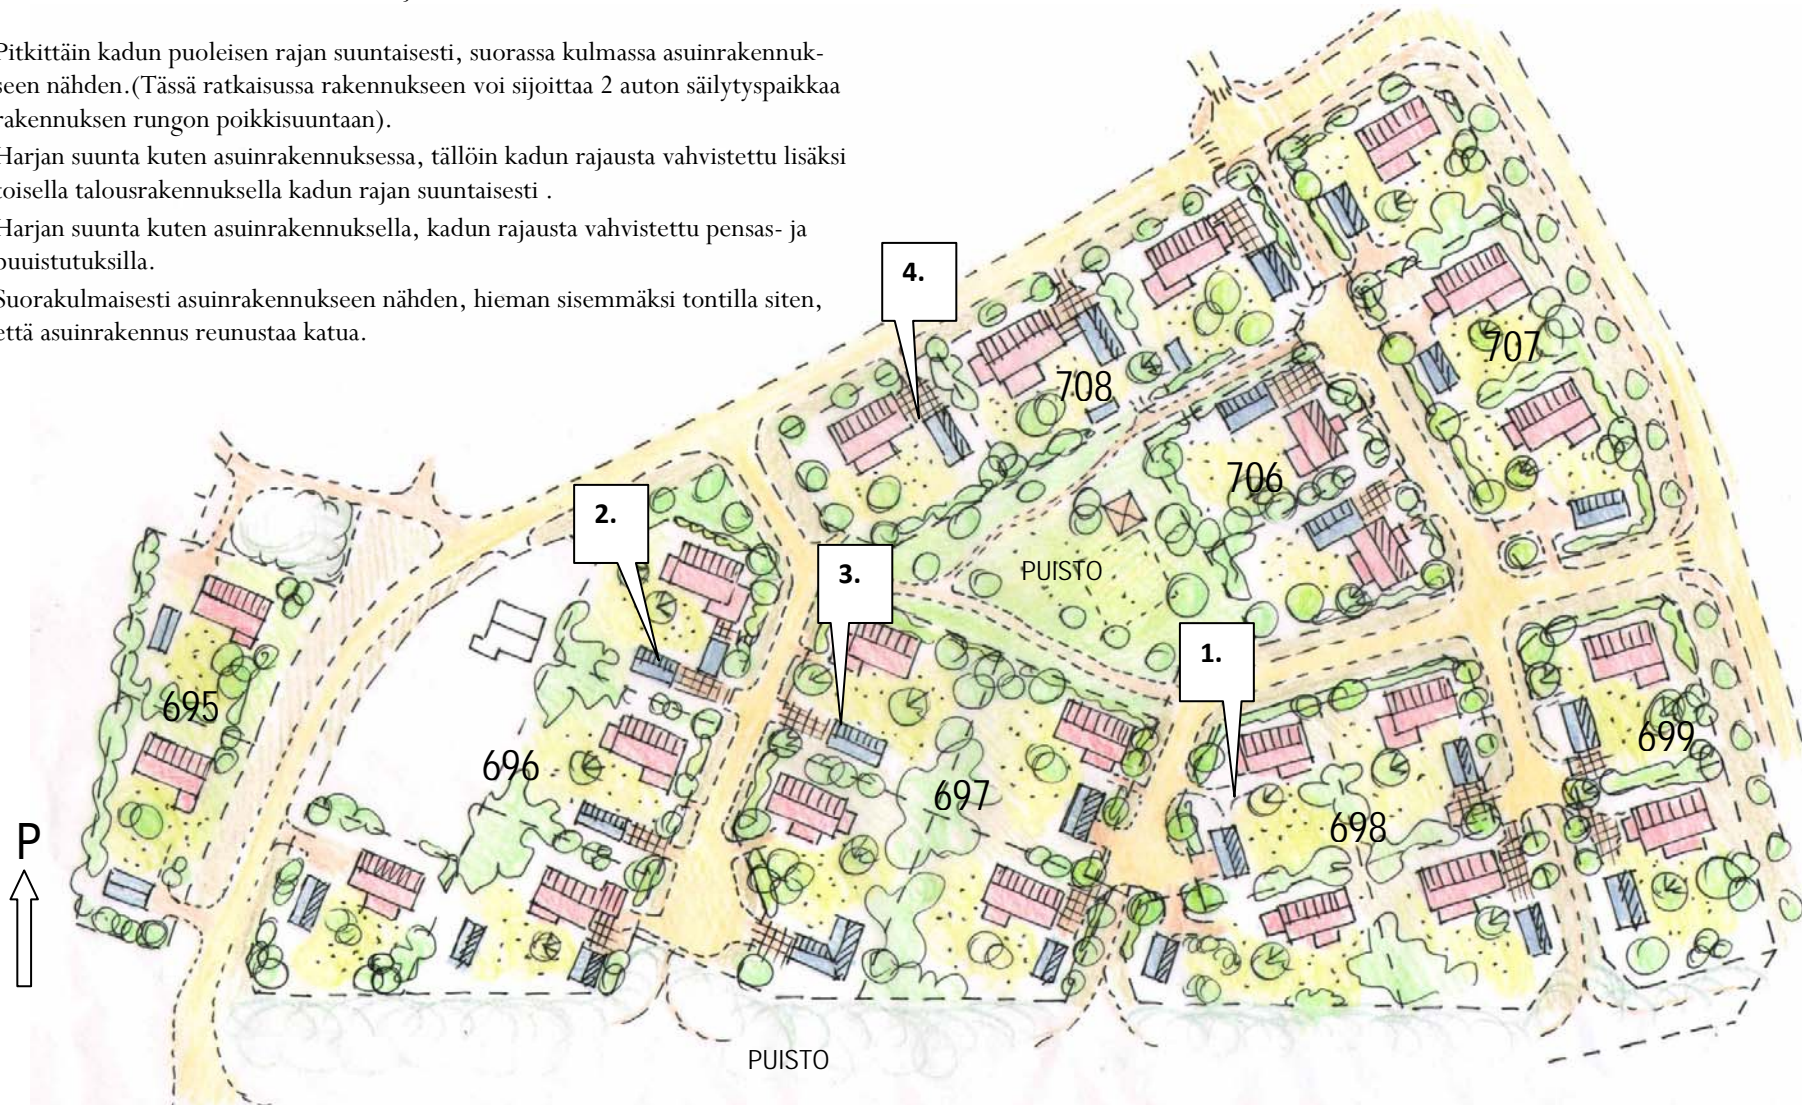 Pitkittäin kadun puoleisen rajan suuntaisesti, suorassa kulmassa asuinrakennuk-
seen nähden.(Tässä ratkaisussa rakennukseen voi sijoittaa 2 auton säilytyspaikkaa
rakennuksen rungon poikkisuuntaan).
Harjan suunta kuten asuinrakennuksessa, tällöin kadun rajausta vahvistettu lisäksi
toisella talousrakennuksella kadun rajan suuntaisesti .
Harjan suunta kuten asuinrakennuksella, kadun rajausta vahvistettu pensas- ja
puuistutuksilla.
Suorakulmaisesti asuinrakennukseen nähden, hieman sisemmäksi tontilla siten,
että asuinrakennus reunustaa katua.
4.
707
708
706
2.
3.
PUISTO
1.
695
699
696
697
698
P
PUISTO